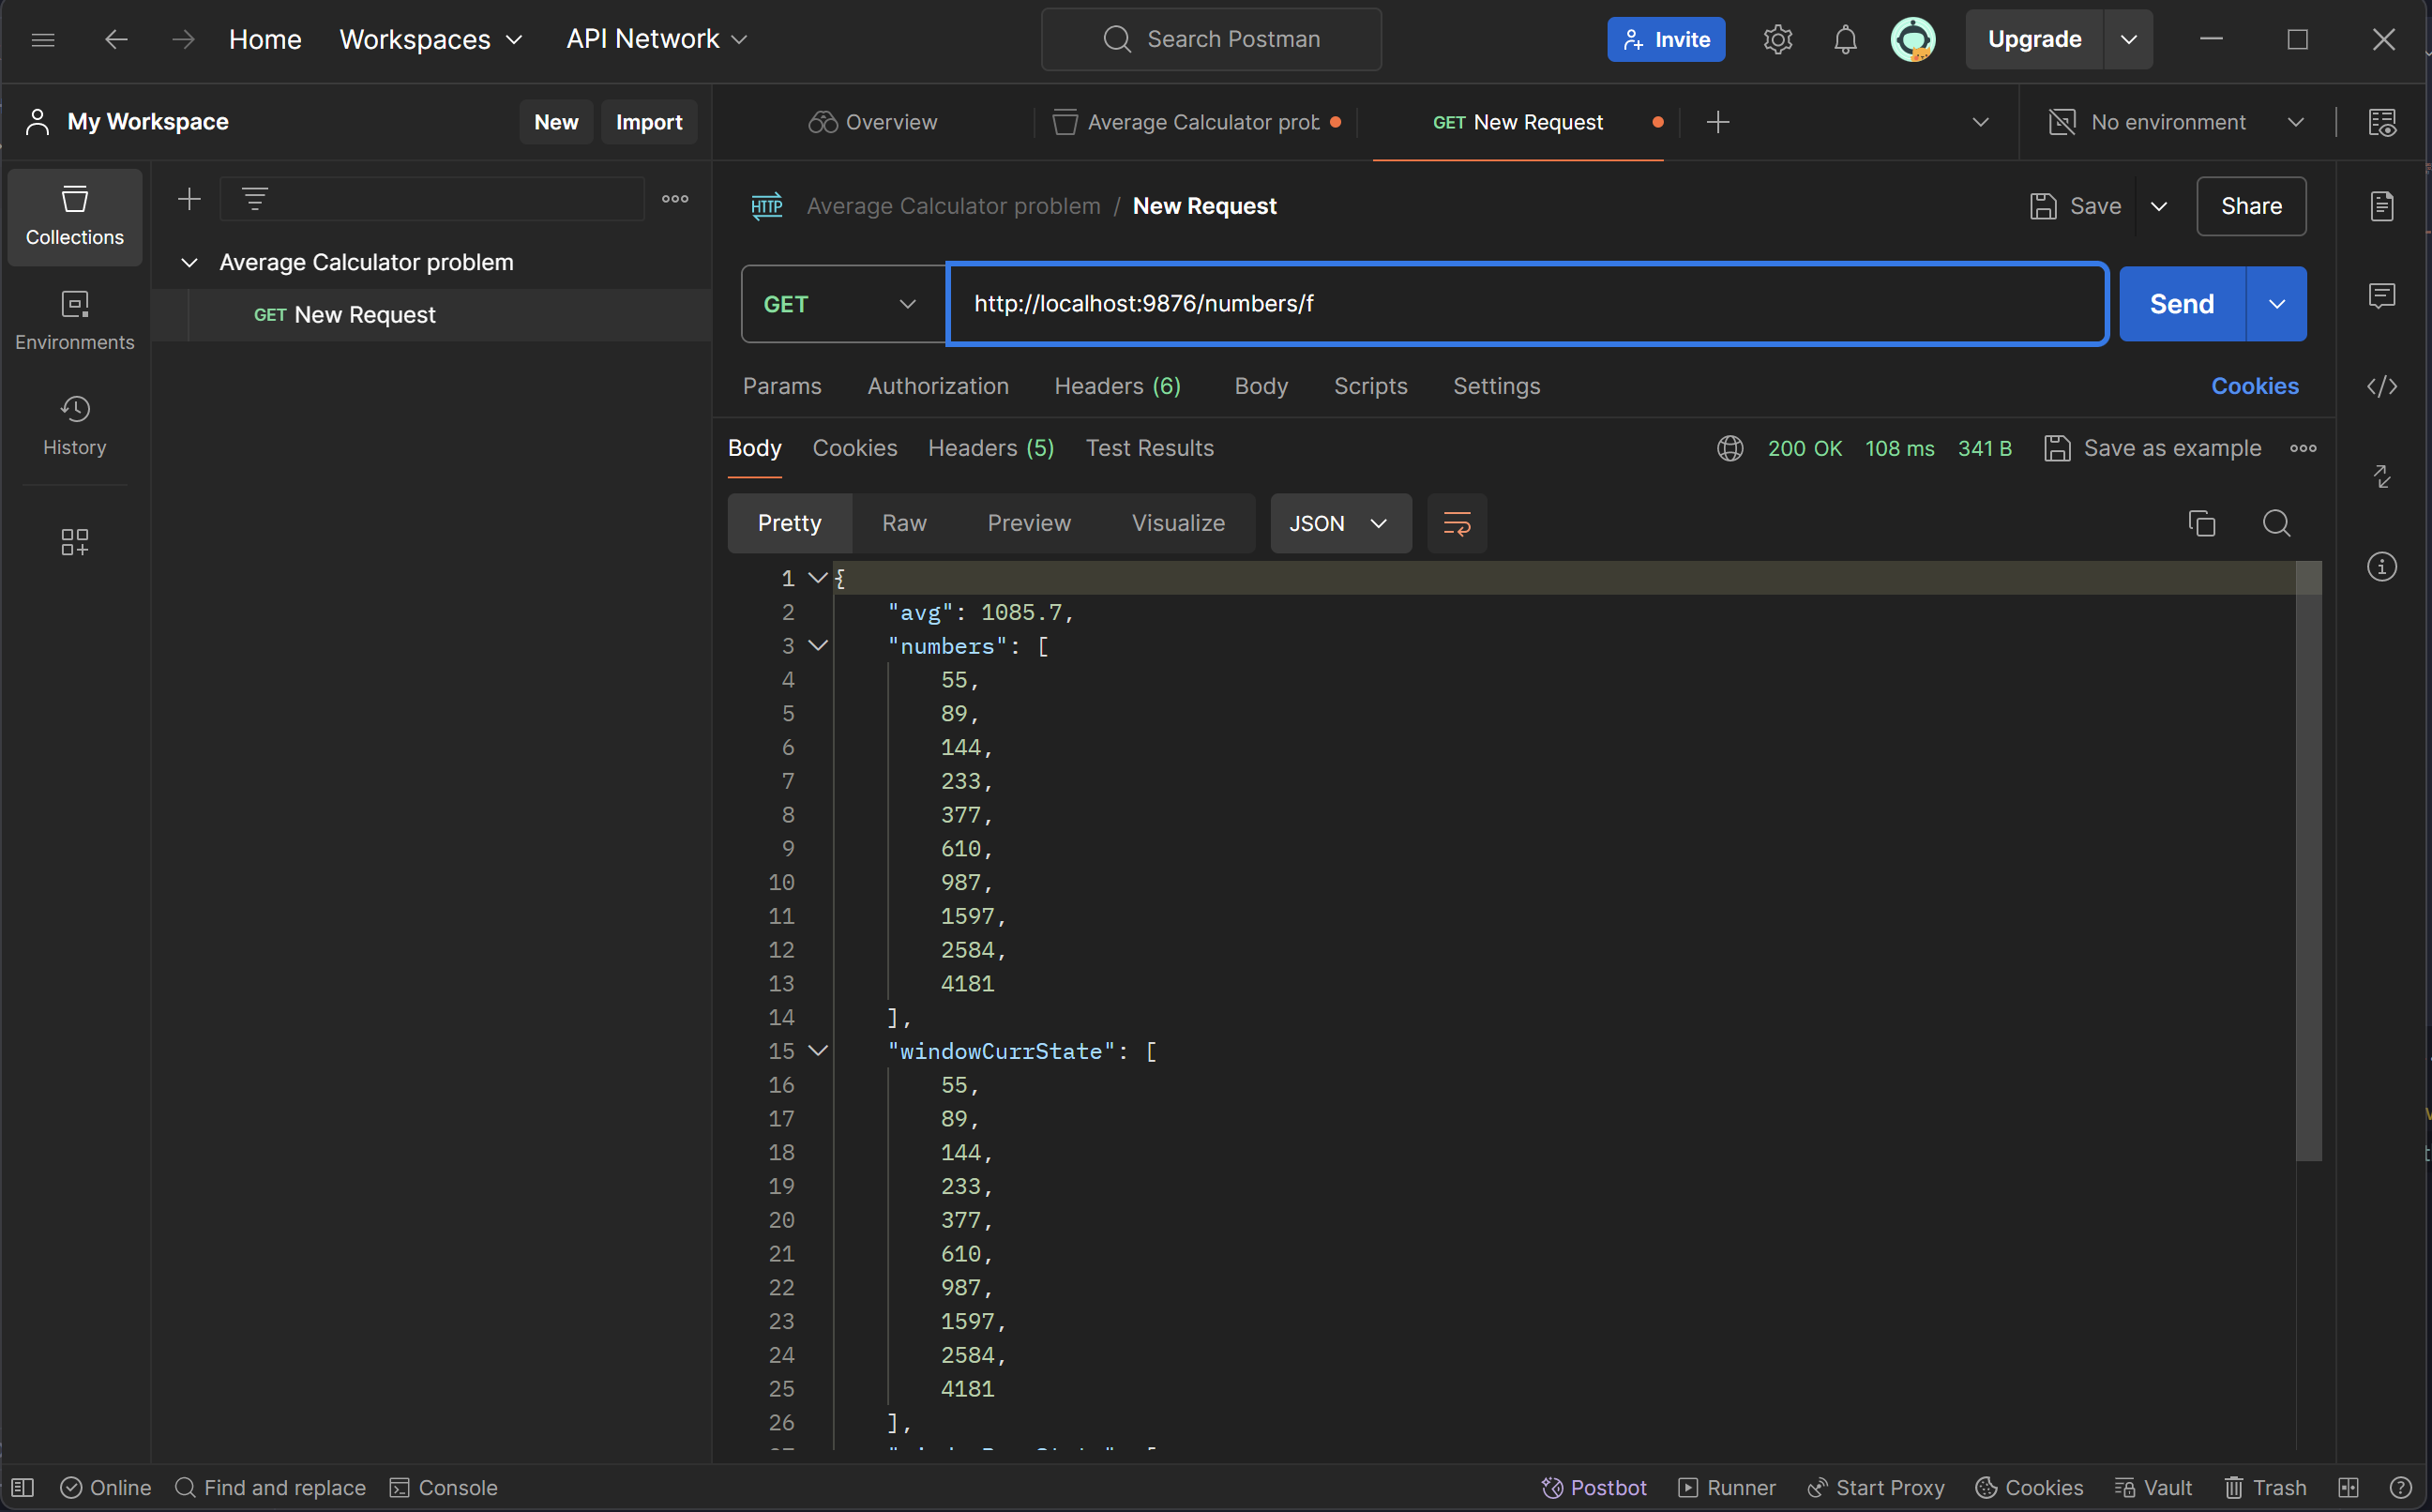 Home Workspaces API Network Search Postman Invite Upgrade
My Workspace New Import Overview Average Calculator prob GET New Request No environment
Collections
Environments
History
Average Calculator problem
GET New Request
HTTP Average Calculator problem / New Request Save Share
GET http://localhost:9876/numbers/f Send
Params Authorization Headers (6) Body Scripts Settings Cookies
Body Cookies Headers (5) Test Results 200 OK 108 ms 341 B Save as example
Pretty Raw Preview Visualize JSON
1 {
2 "avg": 1085.7,
3 "numbers": [
4 55,
5 89,
6 144,
7 233,
8 377,
9 610,
10 987,
11 1597,
12 2584,
13 4181
14 ],
15 "windowCurrState": [
16 55,
17 89,
18 144,
19 233,
20 377,
21 610,
22 987,
23 1597,
24 2584,
25 4181
26 ],
Online Find and replace Console Postbot Runner Start Proxy Cookies Vault Trash